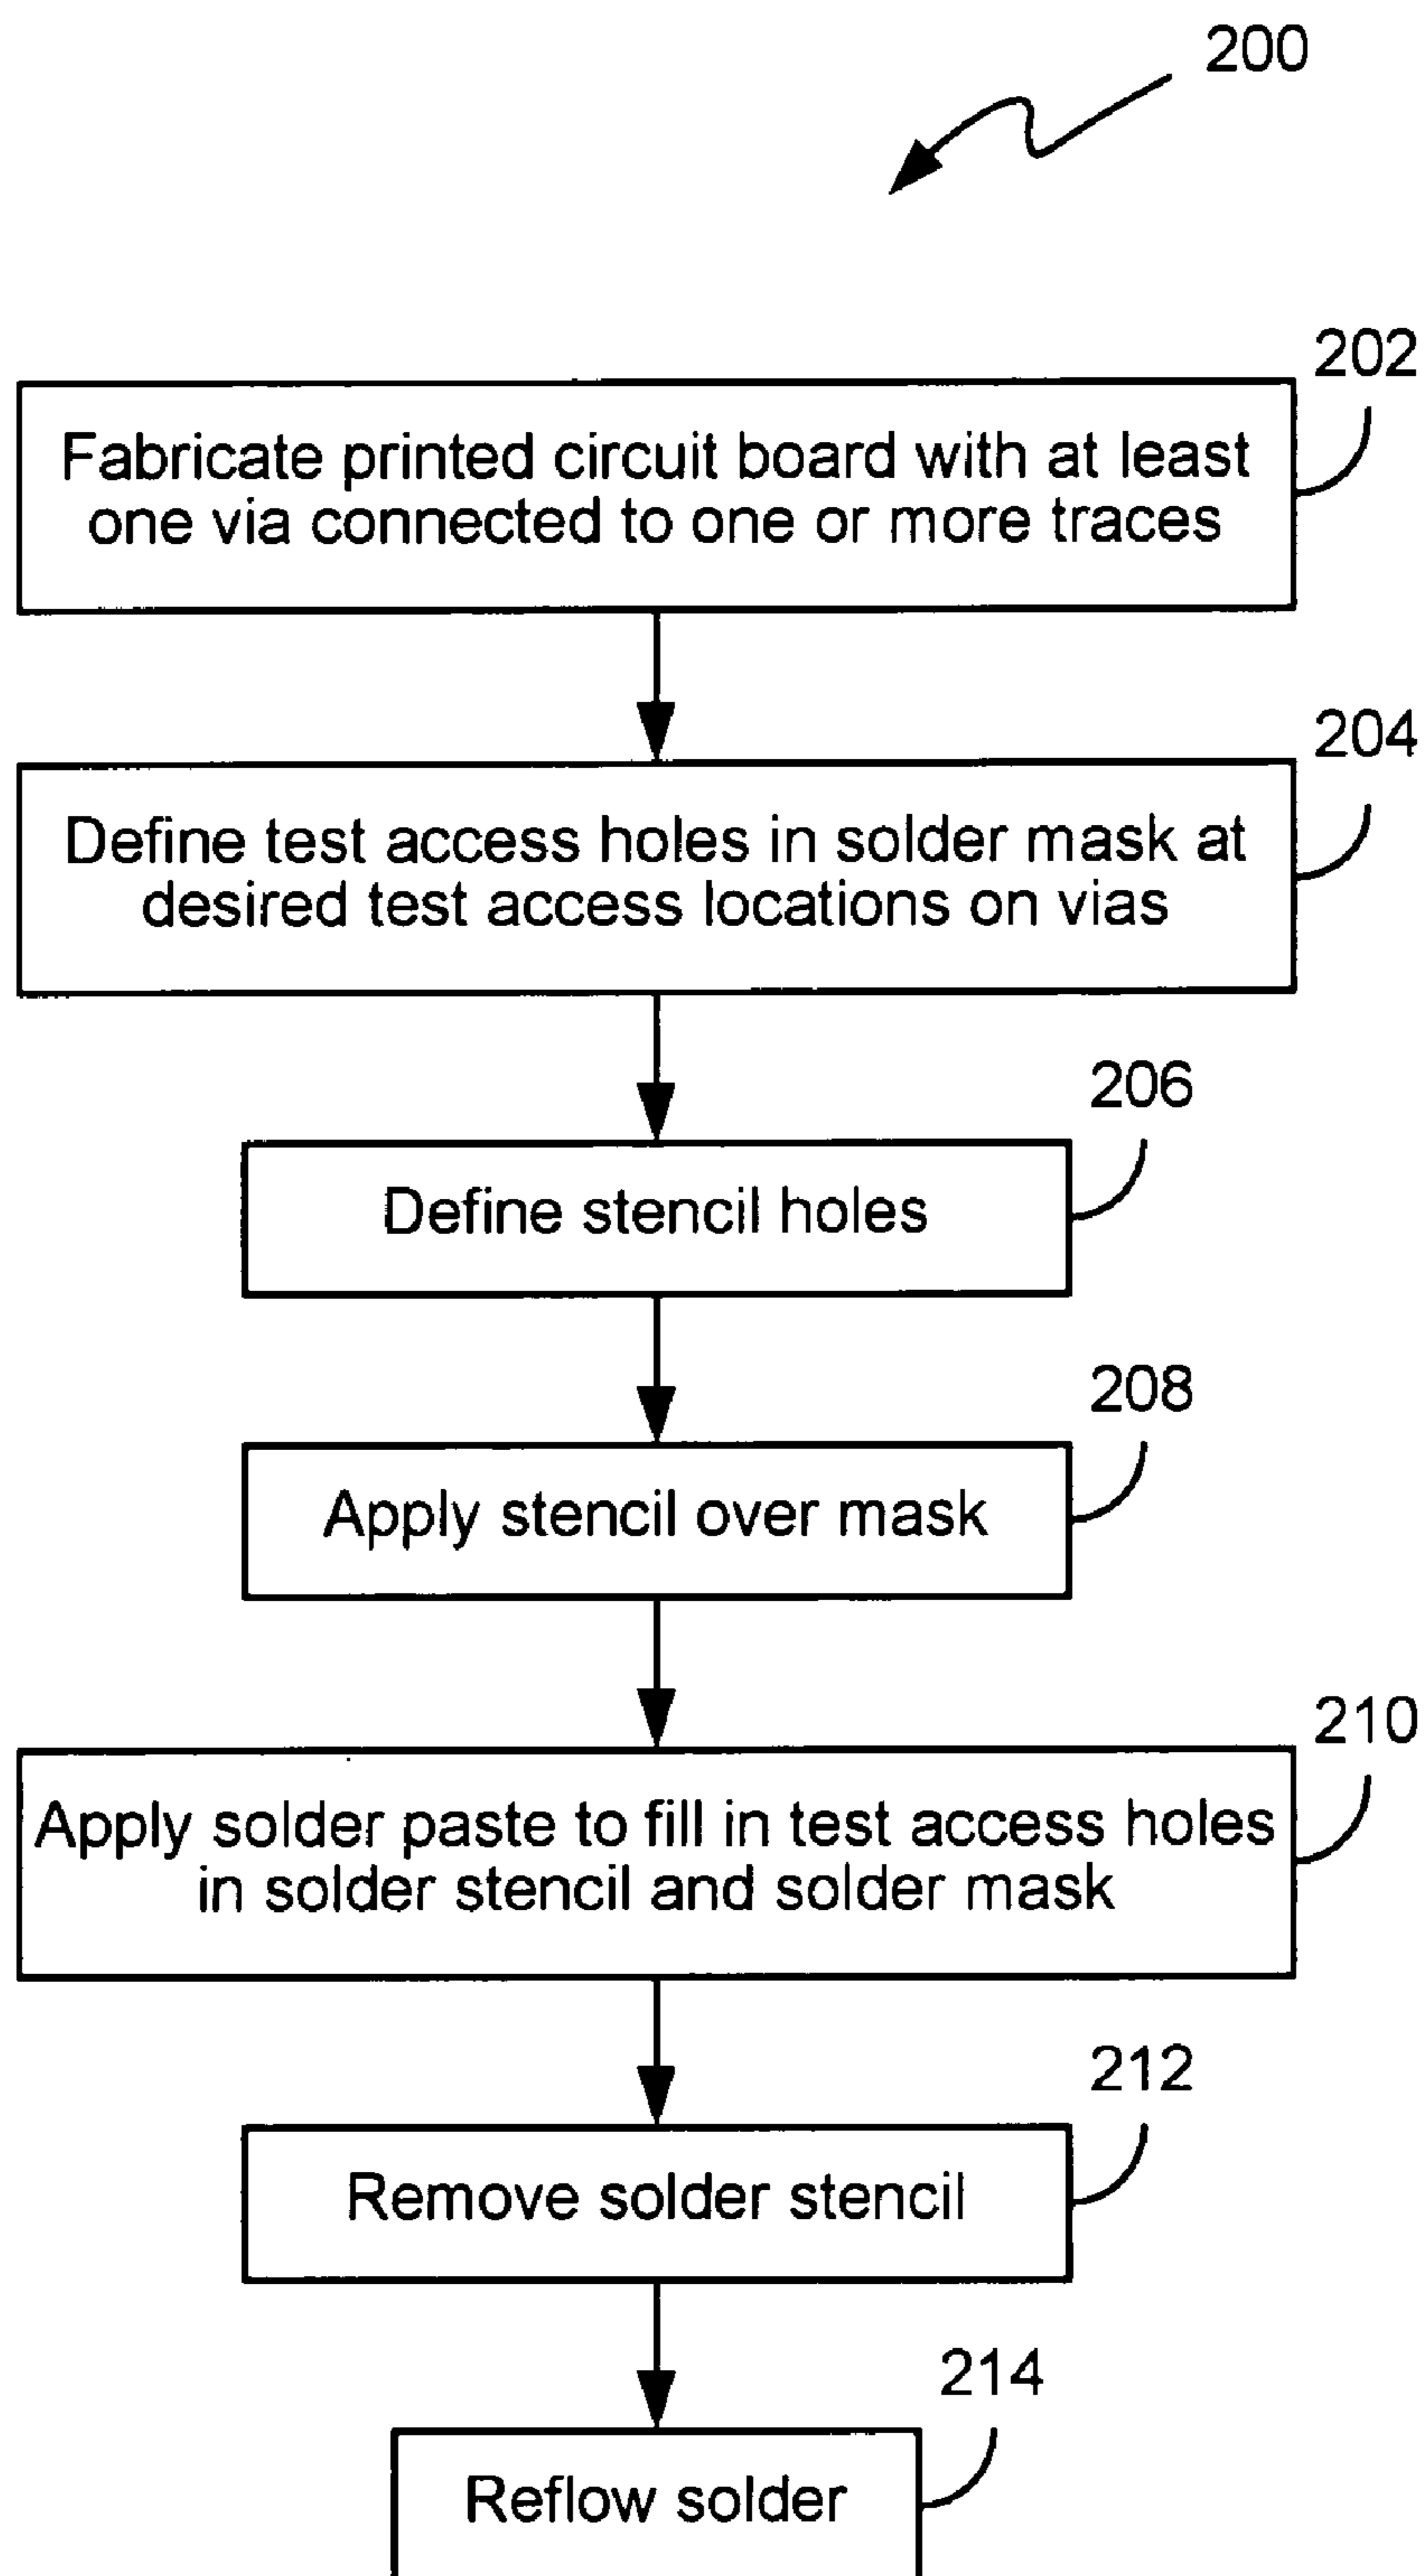 200
202
Fabricate printed circuit board with at least
one via connected to one or more traces
204
Define test access holes in solder mask at
desired test access locations on vias
206
Define stencil holes
208
Apply stencil over mask
210
Apply solder paste to fill in test access holes
in solder stencil and solder mask
212
Remove solder stencil
214
Reflow solder